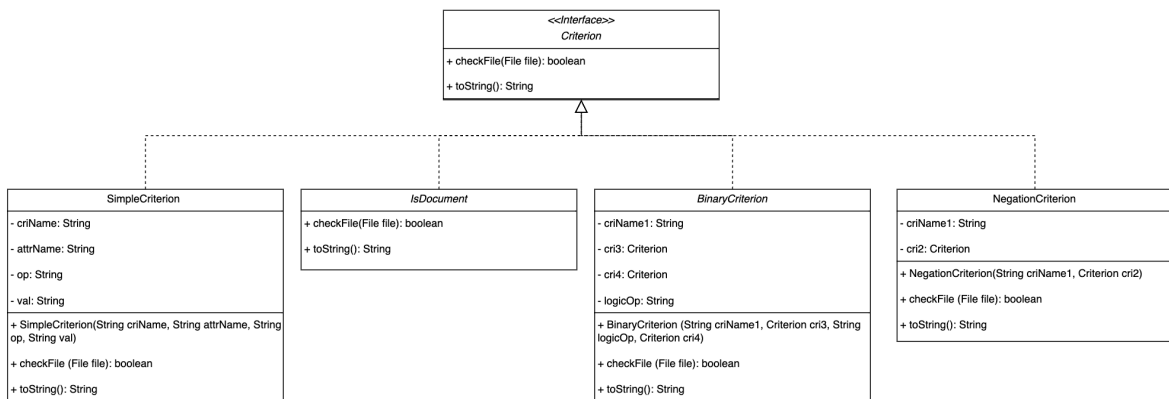 <<Interface>>
Criterion
+ checkFile(File file): boolean
+ toString(): String
SimpleCriterion
- criName: String
- attrName: String
- op: String
- val: String
+ SimpleCriterion(String criName, String attrName, String
op, String val)
+ checkFile (File file): boolean
+ toString(): String
IsDocument
+ checkFile(File file): boolean
+ toString(): String
BinaryCriterion
- criName1: String
- cri3: Criterion
- cri4: Criterion
- logicOp: String
+ BinaryCriterion (String criName1, Criterion cri3, String
logicOp, Criterion cri4)
+ checkFile (File file): boolean
+ toString(): String
NegationCriterion
- criName1: String
- cri2: Criterion
+ NegationCriterion(String criName1, Criterion cri2)
+ checkFile (File file): boolean
+ toString(): String